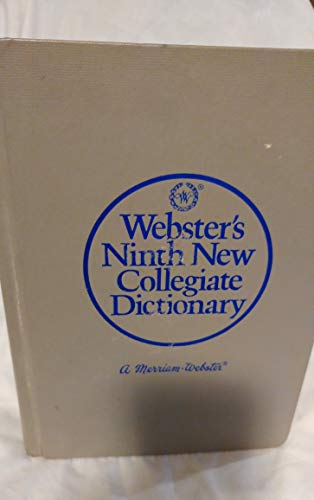 W
®
Webster's
Ninth New
Collegiate
Dictionary
a Merriam-Webster®